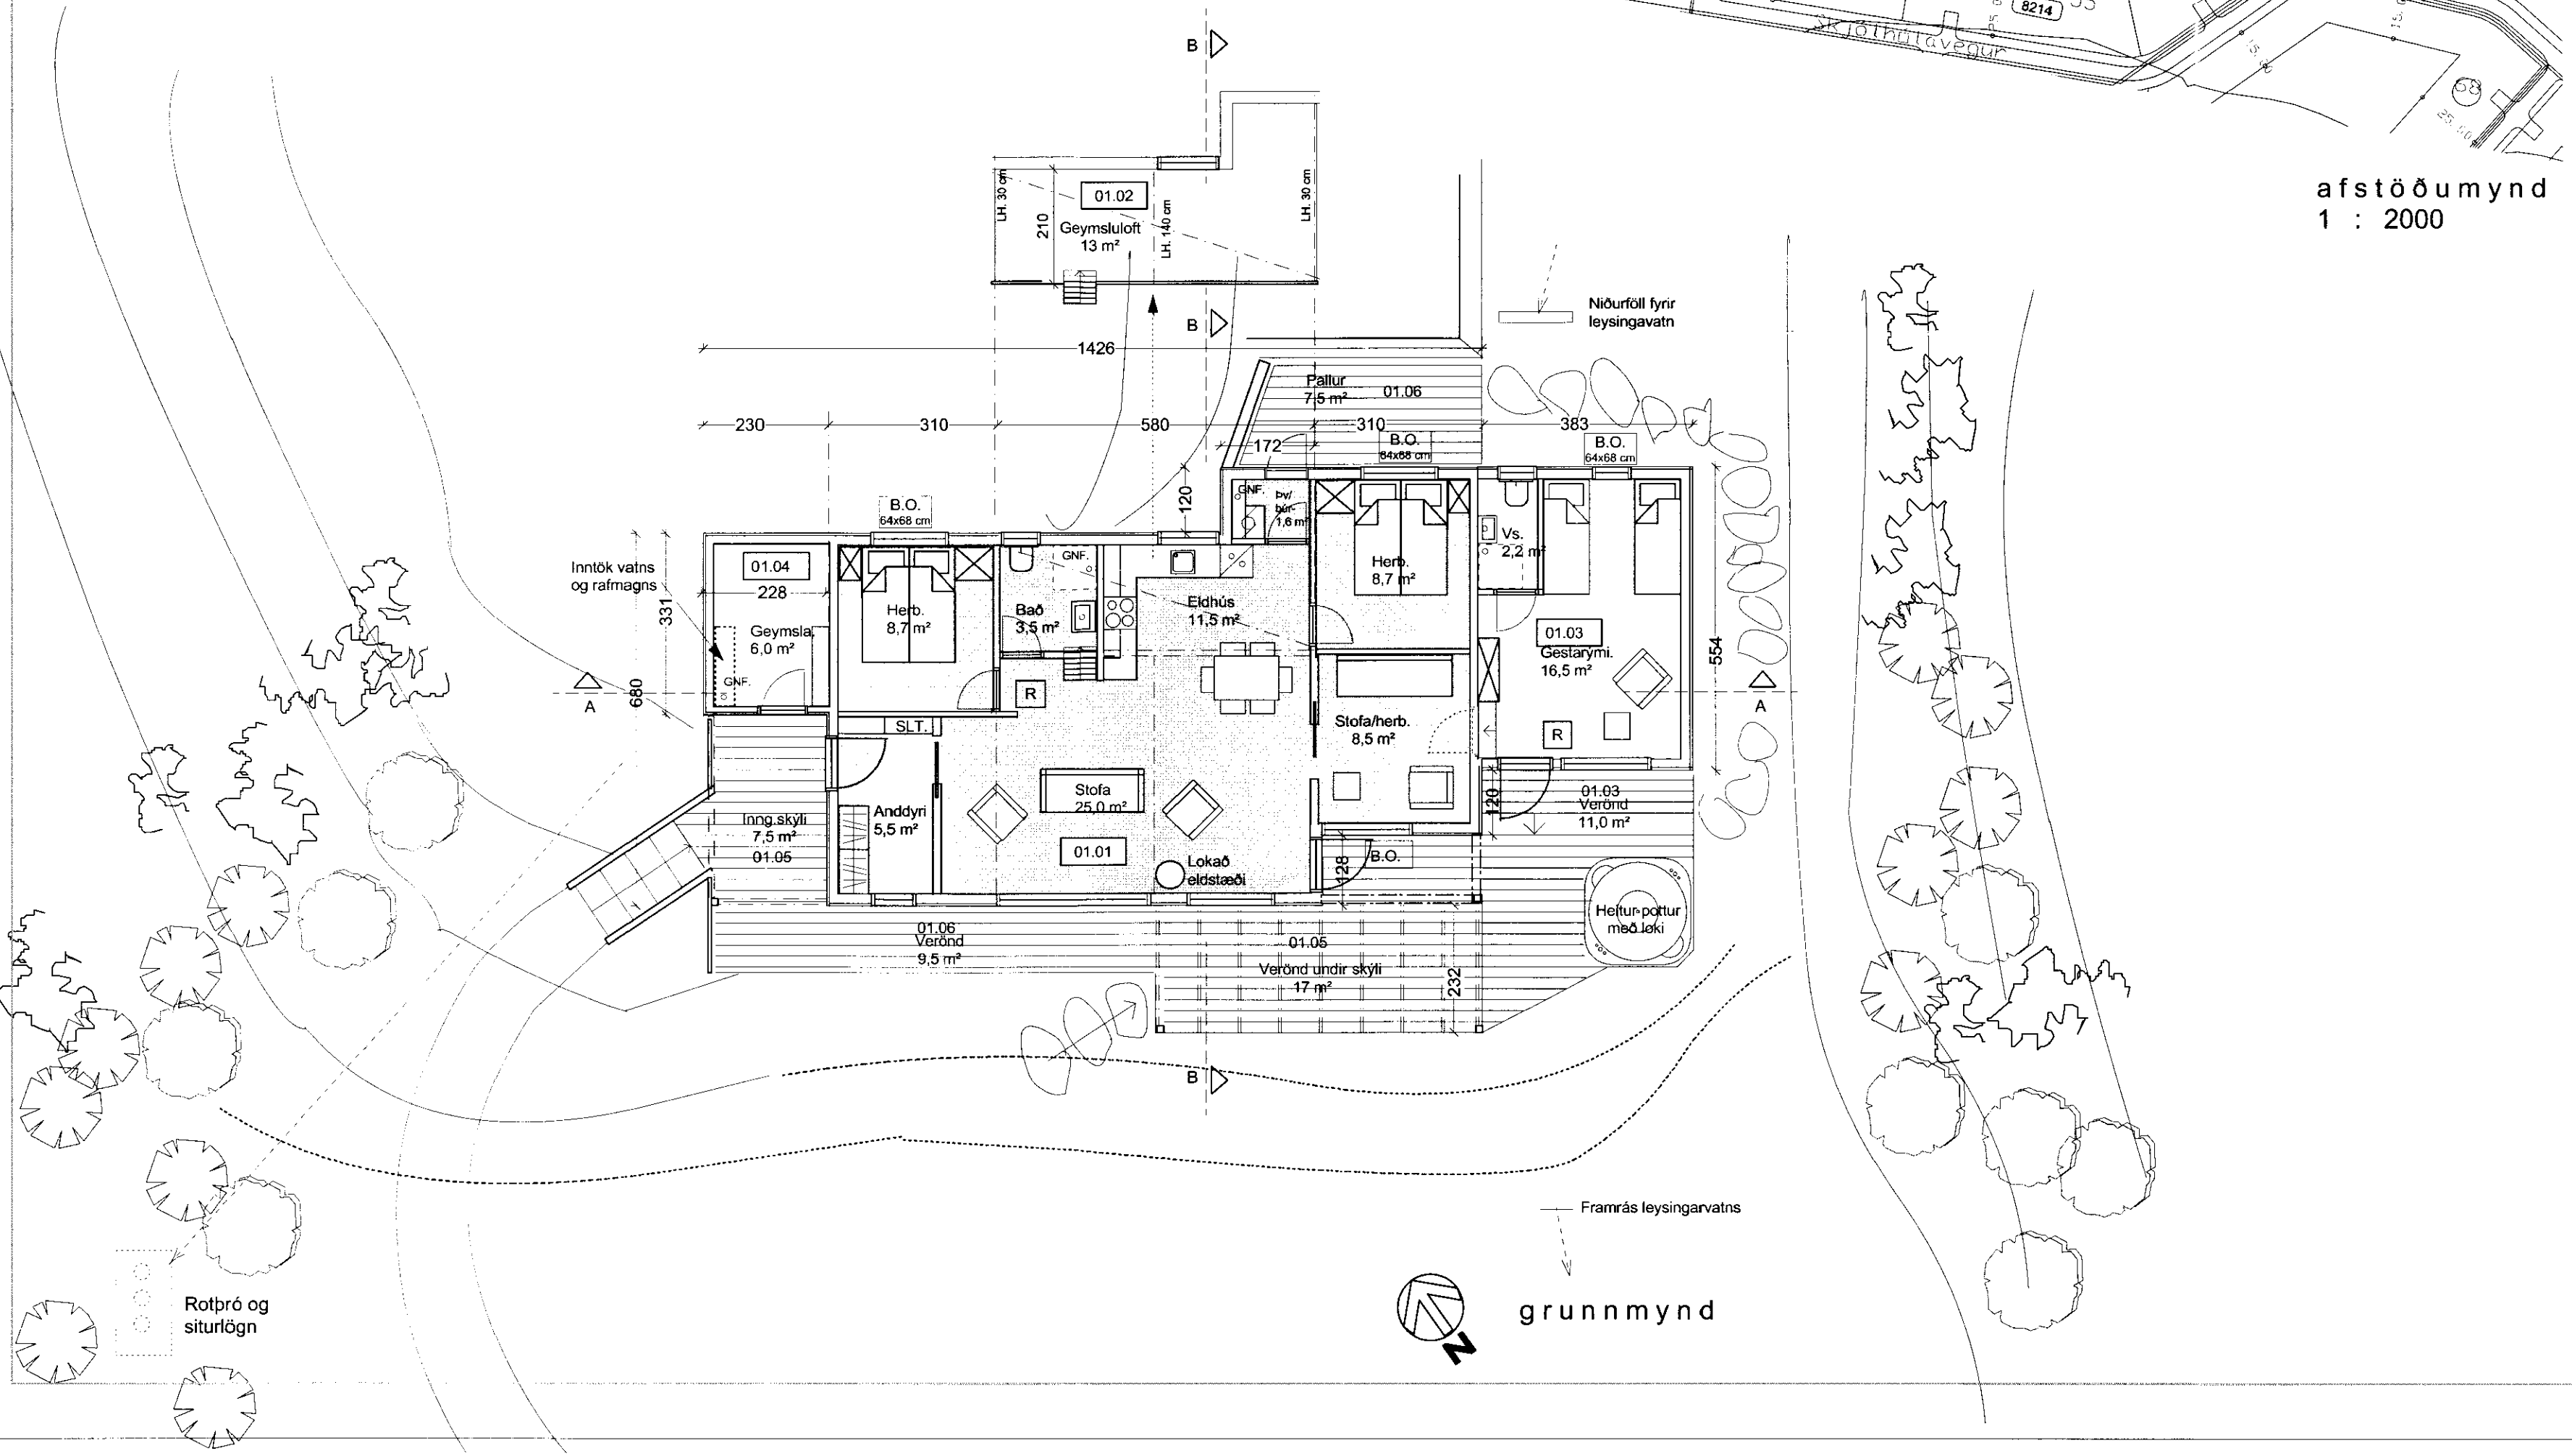 8214
Skjólhólavegur
68
25.00
afstöðumynd
1 : 2000
B
LH. 30 cm
210
01.02
Geymsluloft
13 m²
LH. 140 cm
LH. 30 cm
Niðurföll fyrir
leysingavatn
B
1426
Pallur
7,5 m²
01.06
230
310
580
310
383
172
B.O.
64x68 cm
B.O.
64x68 cm
B.O.
64x68 cm
120
GNF.
Þv/
búr-
1,6 m²
Inntök vatns
og rafmagns
331
680
01.04
228
Geymsla
6,0 m²
GNF.
Herb.
8,7 m²
GNF.
Bað
3,5 m²
Eldhús
11,5 m²
Herb.
8,7 m²
Vs.
2,2 m²
01.03
Gestarými.
16,5 m²
554
A
A
R
SLT.
Stofa/herb.
8,5 m²
R
Stofa
25,0 m²
Anddyri
5,5 m²
Inng.skýli
7,5 m²
01.05
01.01
Lokað
eldstæði
128
B.O.
120
01.03
Verönd
11,0 m²
Heitur pottur
með loki
01.06
Verönd
9,5 m²
01.05
Verönd undir skýli
17 m²
232
B
Framrás leysingarvatns
Rotþró og
siturlögn
N
grunnmynd